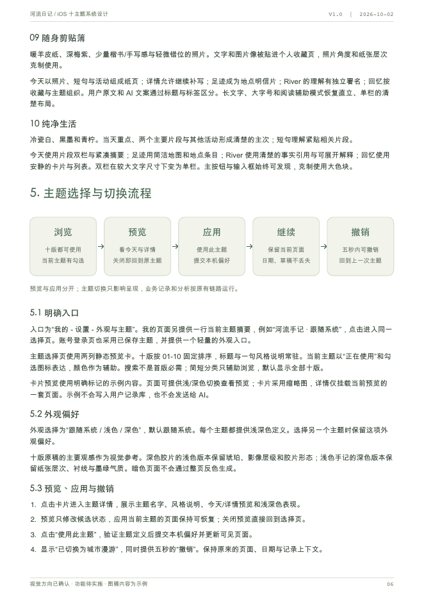 河流日记 / iOS 十主题系统设计
V1.0 | 2026-10-02
09 随身剪贴簿
暖羊皮纸、深梅紫、少量楷书/手写感与轻微错位的照片。文字和图片像被贴进个人收藏页，照片角度和纸张层次
克制使用。
今天以照片、短句与活动组成纸页；详情允许继续补写；足迹成为地点明信片；River 的理解有独立署名；回忆按
收藏与主题组织。用户原文和 AI 文案通过标题与标签区分。长文字、大字号和阅读辅助模式恢复直立、单栏的清
楚布局。
10 纯净生活
冷瓷白、黑墨和青柠。当天重点、两个主要片段与其他活动形成清楚的主次；短句理解紧贴相关片段。
今天使用片段双栏与紧凑摘要；足迹用简洁地图和地点条目；River 使用清楚的事实引用与可展开解释；回忆使用
安静的卡片与列表。双栏在较大文字尺寸下变为单栏。主按钮与输入框始终可发现，克制使用大色块。
5. 主题选择与切换流程
浏览
十版都可使用
当前主题有勾选
→
预览
看今天与详情
关闭即回到原主题
→
应用
使用此主题
提交本机偏好
→
继续
保留当前页面
日期、草稿不丢失
→
撤销
五秒内可撤销
回到上一次主题
预览与应用分开；主题切换只影响呈现，业务记录和分析按原有链路运行。
5.1 明确入口
入口为“我的 - 设置 - 外观与主题”。我的页面另提供一行当前主题摘要，例如“河流手记 · 跟随系统”，点击进入同一
选择页。账号登录页也采用已保存主题，并提供一个轻量的外观入口。
主题选择页使用两列静态预览卡。十版按 01-10 固定排序，标题与一句风格说明常驻。当前主题以“正在使用”和勾
选图标表达，颜色作为辅助。搜索不是首版必需；简短分类只辅助浏览，默认显示全部十版。
卡片预览使用明确标记的示例内容。页面可提供浅/深色切换查看预览；卡片采用缩略图，详情仅挂载当前预览的
一套页面。示例不会写入用户记录库，也不会发送给 AI。
5.2 外观偏好
外观选择为“跟随系统 / 浅色 / 深色”，默认跟随系统。每个主题都提供浅深色定义。选择另一个主题时保留这项外
观偏好。
十版原稿的主要观感作为视觉参考。深色胶片的浅色版本保留琥珀、影像层级和胶片形态；浅色手记的深色版本保
留纸张层次、衬线与墨绿气质。暗色页面不会通过整页反色生成。
5.3 预览、应用与撤销
1. 点击卡片进入主题详情，展示主题名字、风格说明、今天/详情预览和浅深色表现。
2. 预览只修改候选状态，应用当前主题的页面保持可恢复；关闭预览直接回到选择页。
3. 点击“使用此主题”，验证主题定义后提交本机偏好并更新可见页面。
4. 显示“已切换为城市漫游”，同时提供五秒的“撤销”。保持原来的页面、日期与记录上下文。
视觉方向已确认 · 功能待实施 · 图稿内容为示例
06